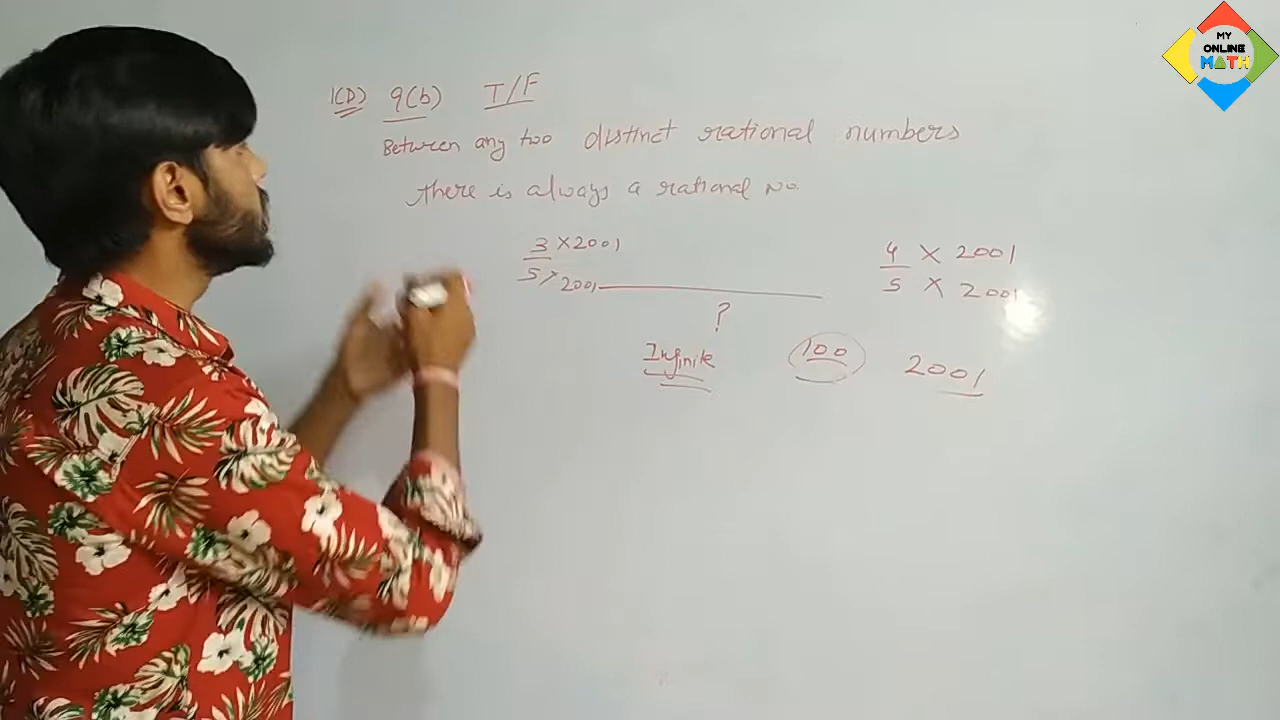 MY
ONLINE
MATH
1(D) 9(b) T/F
Between any two distinct rational numbers
there is always a rational No.
3 X 2001
5 X 2001
4 X 2001
5 X 2001
?
Infinite 100 2001